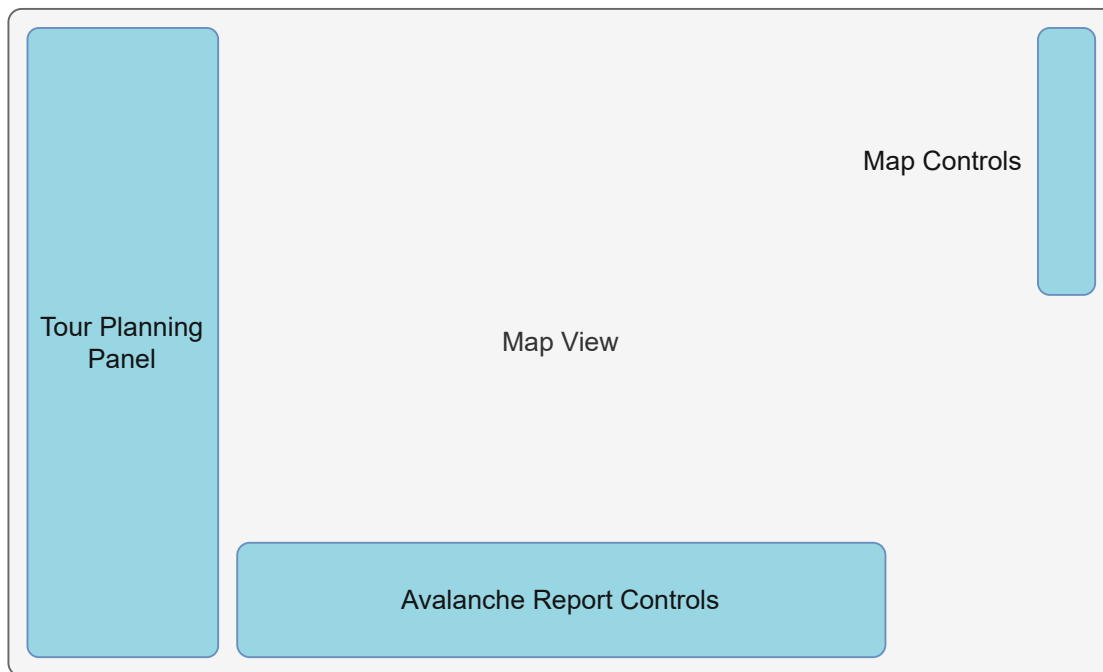 Map Controls
Tour Planning
Panel
Map View
Avalanche Report Controls